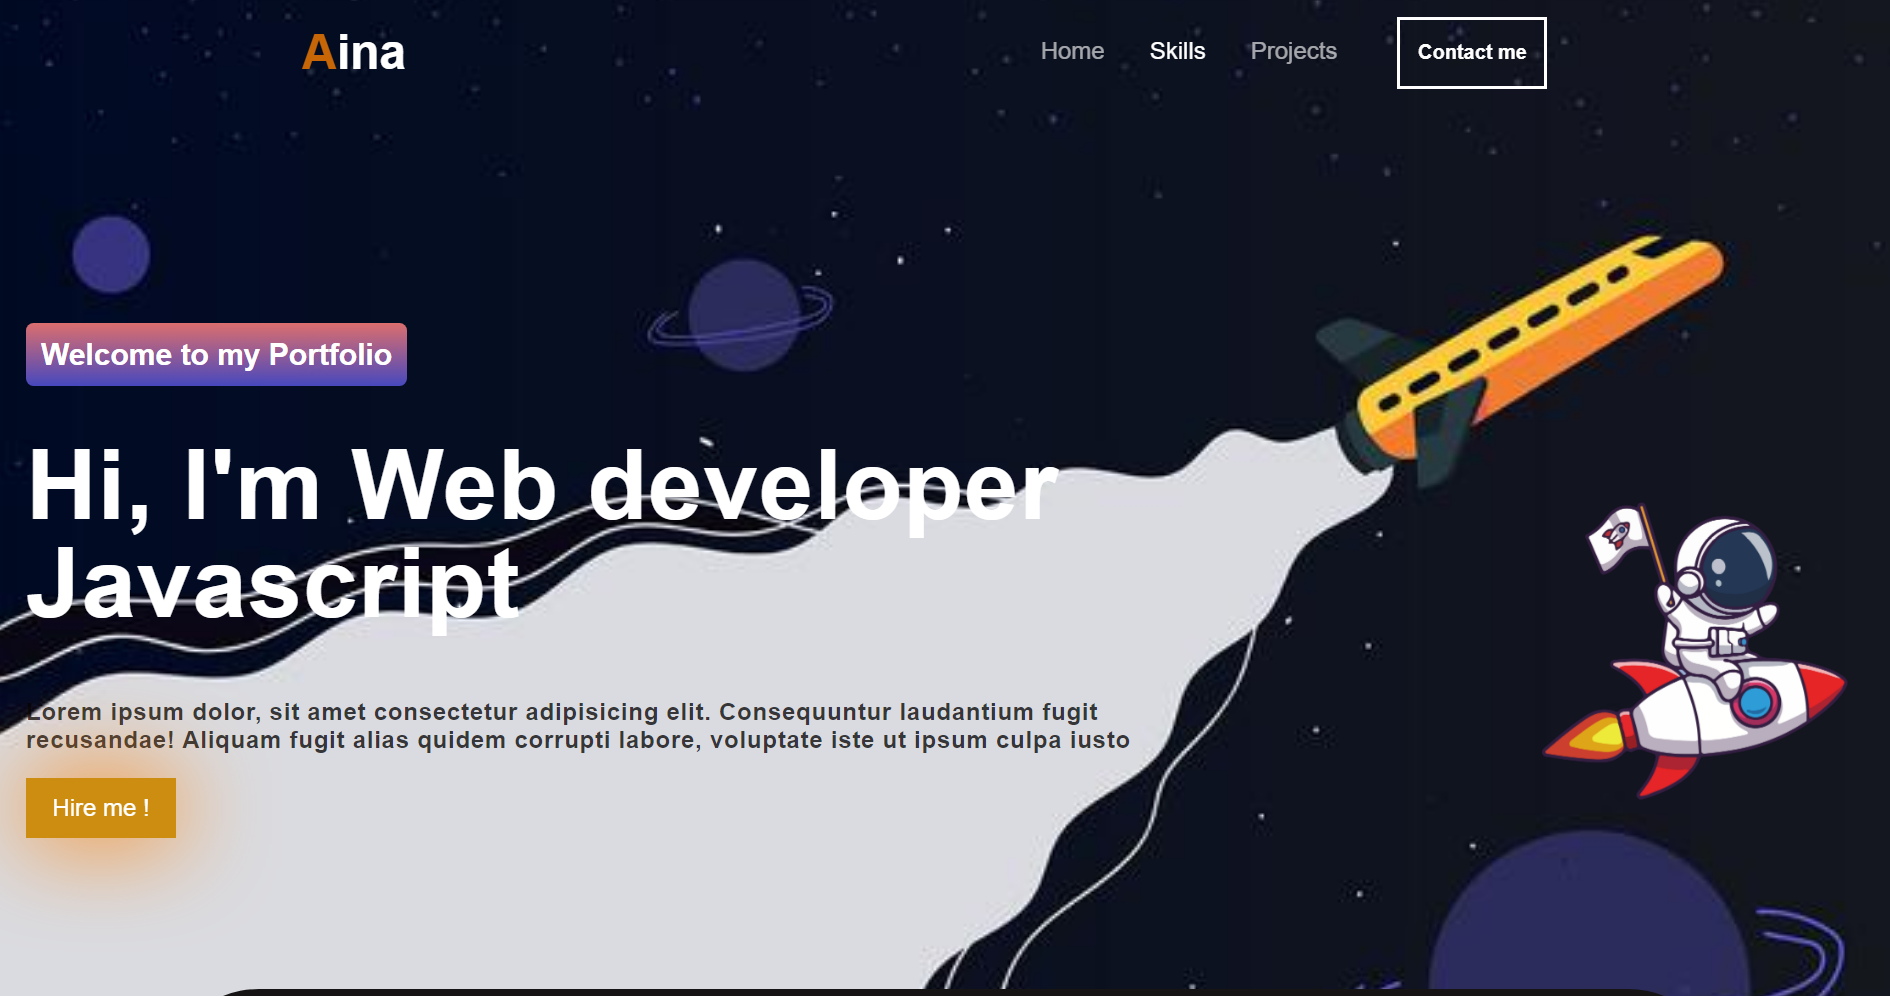 Aina
Home Skills Projects Contact me
Welcome to my Portfolio
Hi, I'm Web developer
Javascript
Lorem ipsum dolor, sit amet consectetur adipisicing elit. Consequuntur laudantium fugit
recusandae! Aliquam fugit alias quidem corrupti labore, voluptate iste ut ipsum culpa iusto
Hire me !